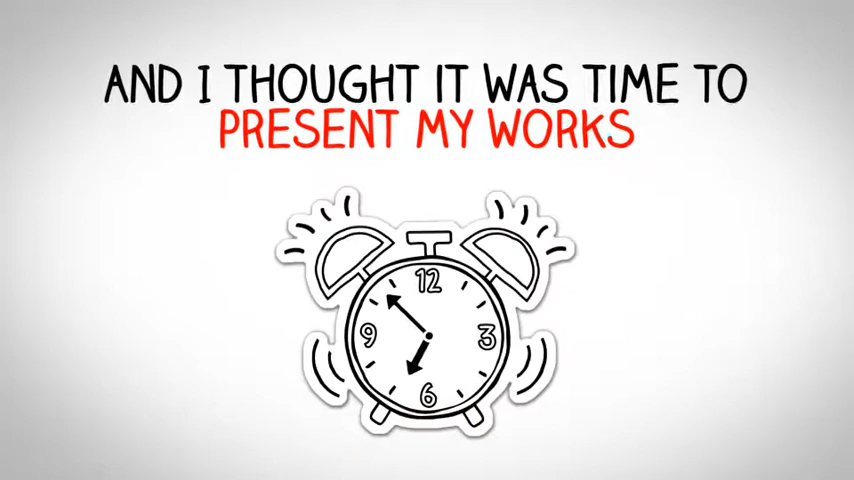 AND I THOUGHT IT WAS TIME TO
PRESENT MY WORKS
12
9 3
6